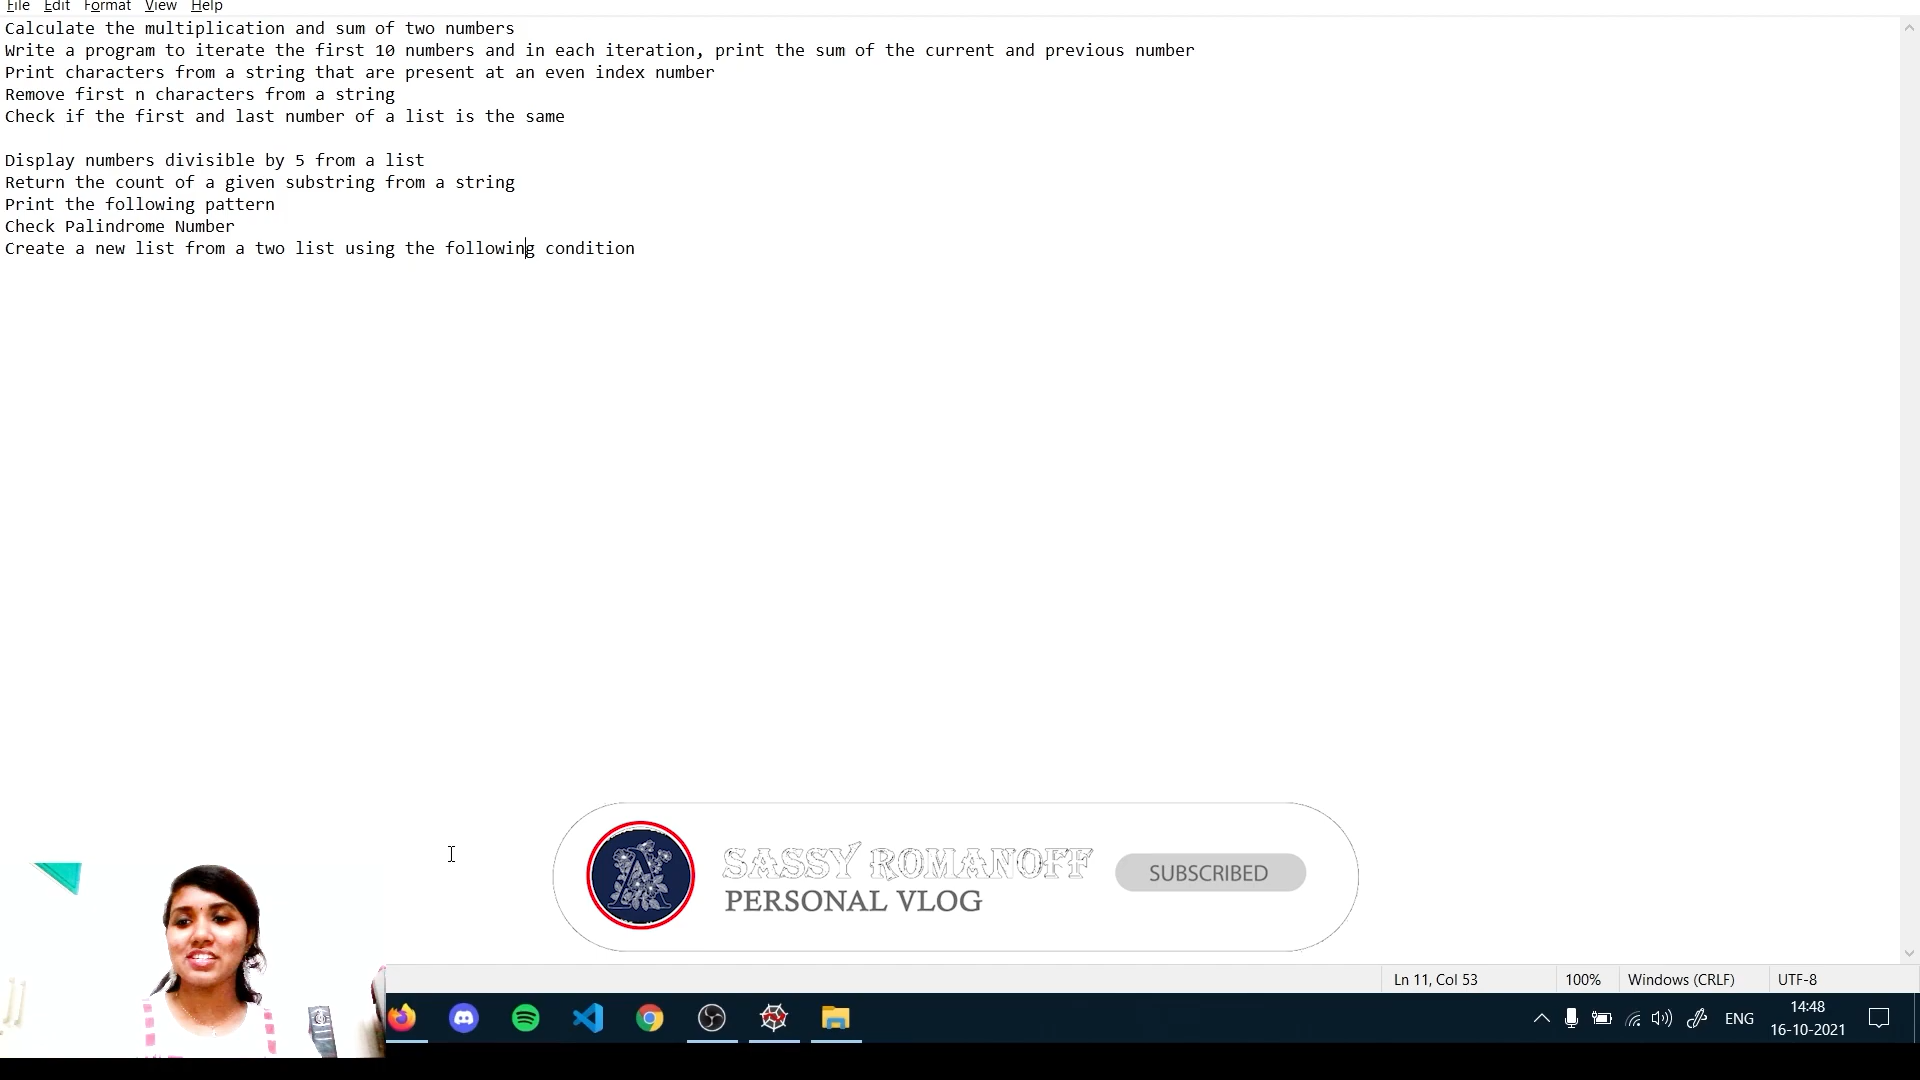 File Edit Format View Help
Calculate the multiplication and sum of two numbers
Write a program to iterate the first 10 numbers and in each iteration, print the sum of the current and previous number
Print characters from a string that are present at an even index number
Remove first n characters from a string
Check if the first and last number of a list is the same
Display numbers divisible by 5 from a list
Return the count of a given substring from a string
Print the following pattern
Check Palindrome Number
Create a new list from a two list using the following condition
SASSY ROMANOFF
PERSONAL VLOG
SUBSCRIBED
Ln 11, Col 53
100%
Windows (CRLF)
UTF-8
ENG
14:48
16-10-2021